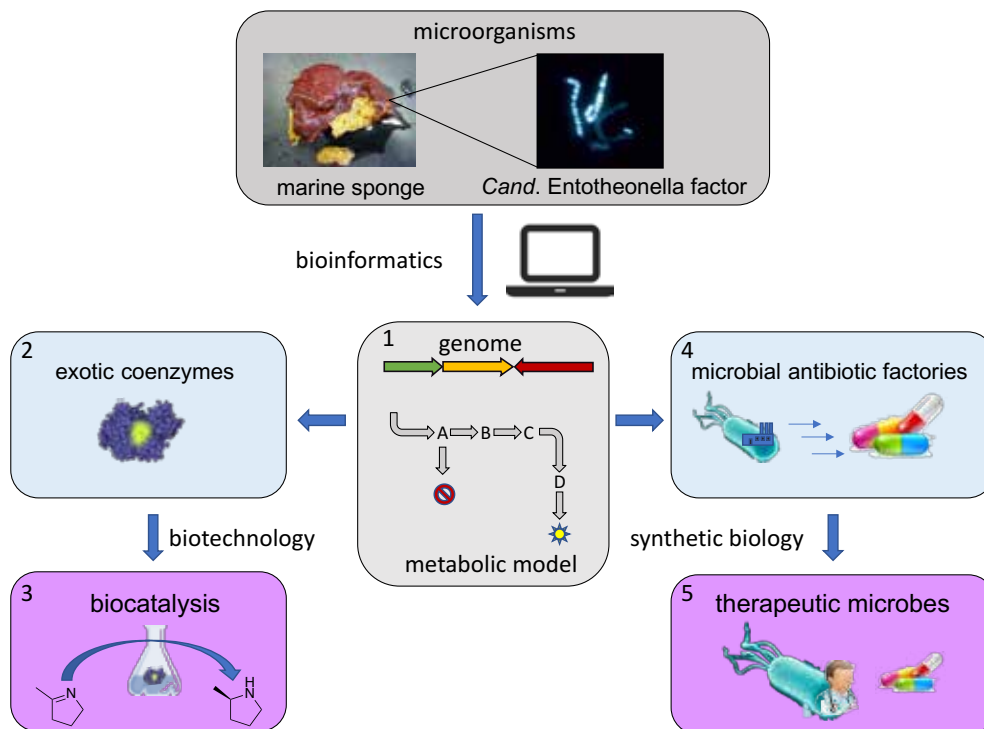 microorganisms
marine sponge
Cand. Entotheonella factor
bioinformatics
1
genome
A
B
C
D
metabolic model
2
exotic coenzymes
biotechnology
3
biocatalysis
N
H
N
4
microbial antibiotic factories
synthetic biology
5
therapeutic microbes